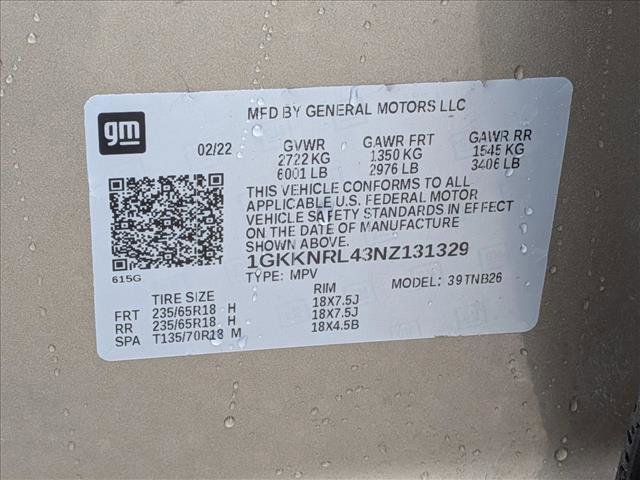 gm
MFD BY GENERAL MOTORS LLC
02/22 GVWR GAWR FRT GAWR RR
2722 KG 1350 KG 1545 KG
6001 LB 2976 LB 3406 LB
THIS VEHICLE CONFORMS TO ALL
APPLICABLE U.S. FEDERAL MOTOR
VEHICLE SAFETY STANDARDS IN EFFECT
ON THE DATE OF MANUFACTURE
SHOWN ABOVE.
1GKKNRL43NZ131329
615G
TYPE: MPV MODEL: 39TNB26
TIRE SIZE RIM
FRT 235/65R18 H 18X7.5J
RR 235/65R18 H 18X7.5J
SPA T135/70R18 M 18X4.5B